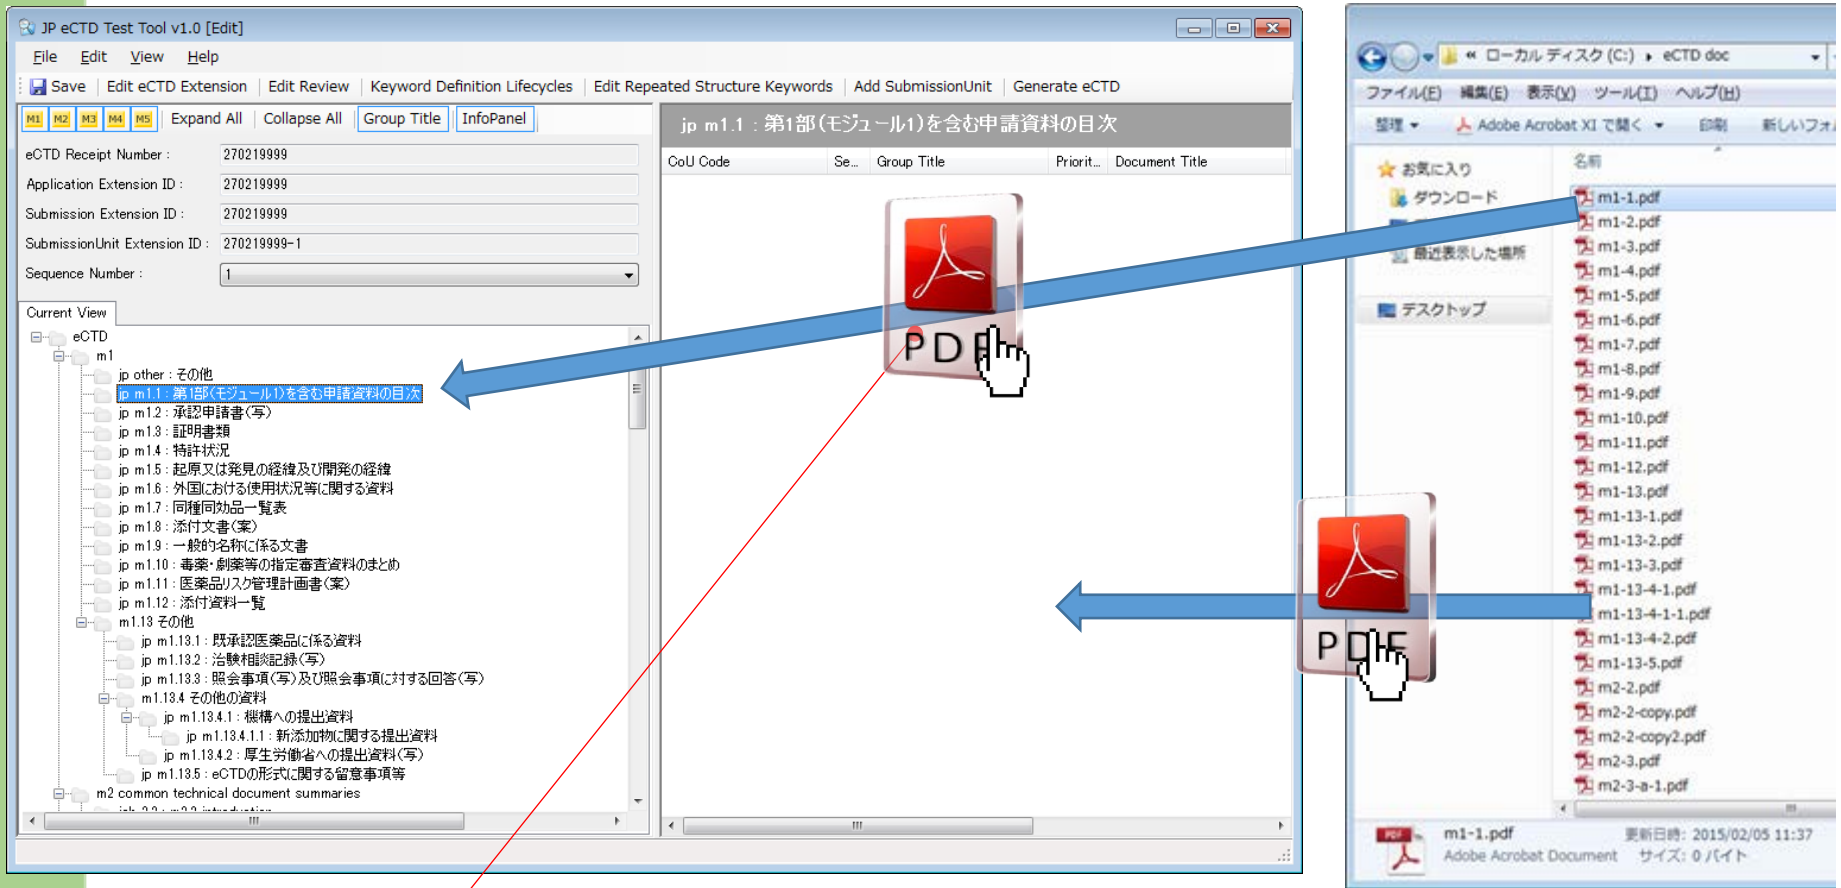 JP eCTD Test Tool v1.0 [Edit]
File Edit View Help
Save Edit eCTD Extension Edit Review Keyword Definition Lifecycles Edit Repeated Structure Keywords Add SubmissionUnit Generate eCTD
M1 M2 M3 M4 M5 Expand All Collapse All Group Title InfoPanel
eCTD Receipt Number : 270219999
Application Extension ID : 270219999
Submission Extension ID : 270219999
SubmissionUnit Extension ID : 270219999-1
Sequence Number : 1
Current View
eCTD
m1
jp other : その他
jp m1.1 : 第1部(モジュール1)を含む申請資料の目次
jp m1.2 : 承認申請書(写)
jp m1.3 : 証明書類
jp m1.4 : 特許状況
jp m1.5 : 起原又は発見の経緯及び開発の経緯
jp m1.6 : 外国における使用状況等に関する資料
jp m1.7 : 同種同効品一覧表
jp m1.8 : 添付文書(案)
jp m1.9 : 一般的名称に係る文書
jp m1.10 : 毒薬・劇薬等の指定審査資料のまとめ
jp m1.11 : 医薬品リスク管理計画書(案)
jp m1.12 : 添付資料一覧
m1.13 その他
jp m1.13.1 : 既承認医薬品に係る資料
jp m1.13.2 : 治験相談記録(写)
jp m1.13.3 : 照会事項(写)及び照会事項に対する回答(写)
m1.13.4 その他の資料
jp m1.13.4.1 : 機構への提出資料
jp m1.13.4.1.1 : 新添加物に関する提出資料
jp m1.13.4.2 : 厚生労働省への提出資料(写)
jp m1.13.5 : eCTDの形式に関する留意事項等
m2 common technical document summaries
jp m1.1 : 第1部(モジュール1)を含む申請資料の目次
CoU Code Se... Group Title Priorit... Document Title
PDF
PDF
« ローカル ディスク (C:) ▸ eCTD doc
ファイル(F) 編集(E) 表示(V) ツール(T) ヘルプ(H)
整理 Adobe Acrobat XI で開く 印刷 新しいフォ
お気に入り
ダウンロード
最近表示した場所
デスクトップ
名前
m1-1.pdf
m1-2.pdf
m1-3.pdf
m1-4.pdf
m1-5.pdf
m1-6.pdf
m1-7.pdf
m1-8.pdf
m1-9.pdf
m1-10.pdf
m1-11.pdf
m1-12.pdf
m1-13.pdf
m1-13-1.pdf
m1-13-2.pdf
m1-13-3.pdf
m1-13-4-1.pdf
m1-13-4-1-1.pdf
m1-13-4-2.pdf
m1-13-5.pdf
m2-2.pdf
m2-2-copy.pdf
m2-2-copy2.pdf
m2-3.pdf
m2-3-a-1.pdf
PDF
m1-1.pdf 更新日時: 2015/02/05 11:37
Adobe Acrobat Document サイズ: 0 バイト